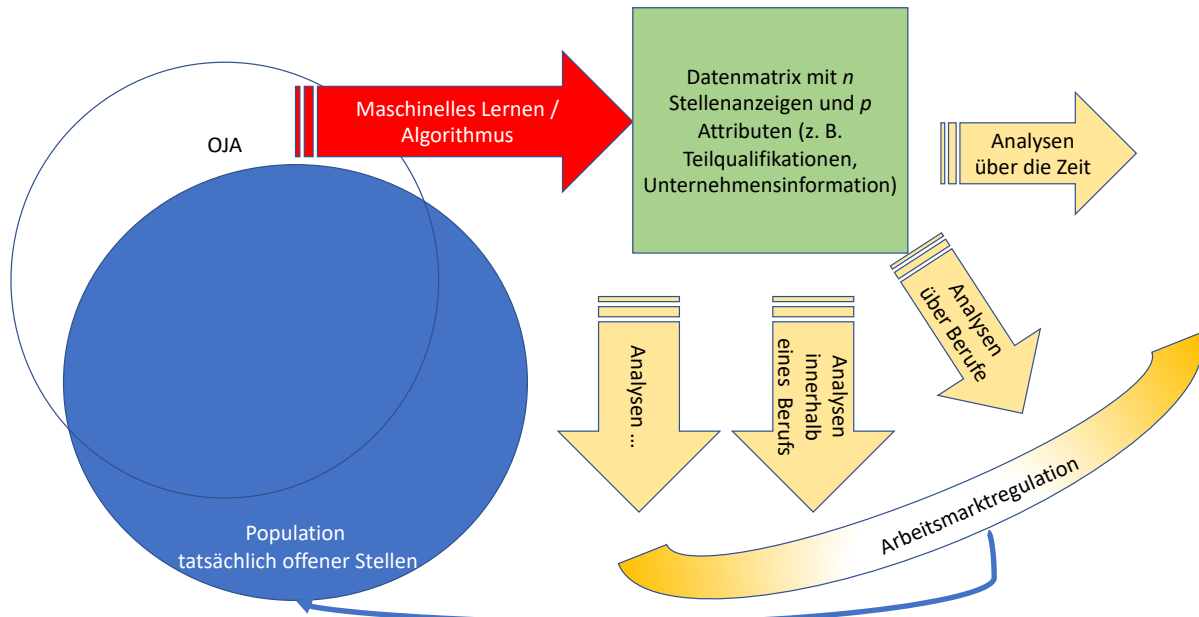 OJA
Maschinelles Lernen /
Algorithmus
Datenmatrix mit n
Stellenanzeigen und p
Attributen (z. B.
Teilqualifikationen,
Unternehmensinformation)
Analysen
über die Zeit
Analysen
über Berufe
Analysen
innerhalb
eines Berufs
Analysen ...
Arbeitsmarktregulation
Population
tatsächlich offener Stellen